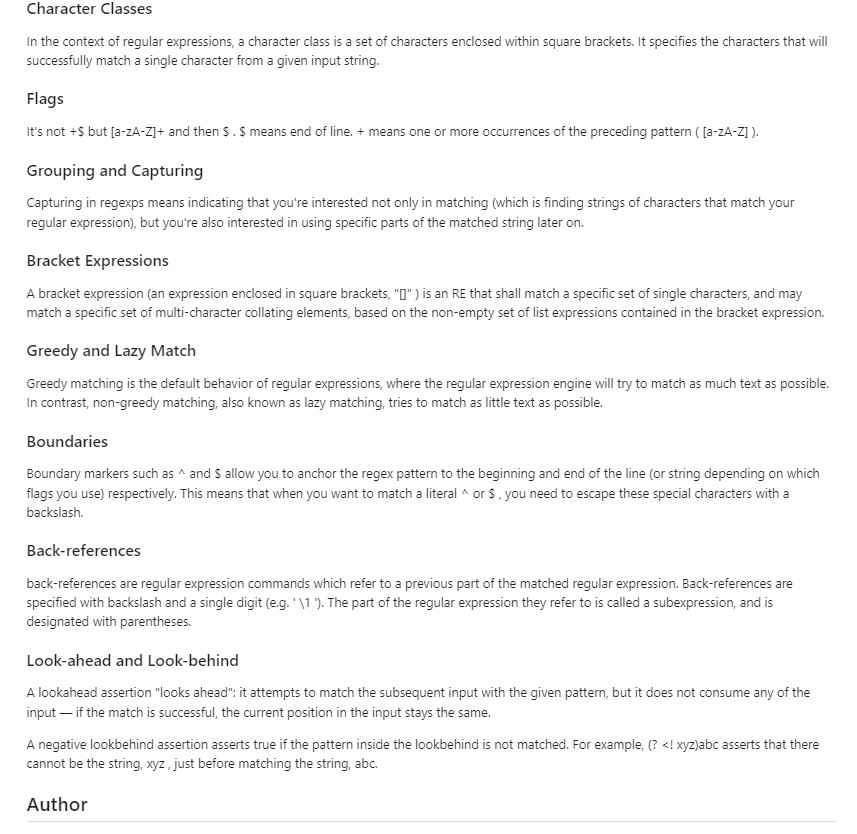 Character Classes
In the context of regular expressions, a character class is a set of characters enclosed within square brackets. It specifies the characters that will
successfully match a single character from a given input string.
Flags
It's not +$ but [a-zA-Z]+ and then $ . $ means end of line. + means one or more occurrences of the preceding pattern ( [a-zA-Z] ).
Grouping and Capturing
Capturing in regexps means indicating that you're interested not only in matching (which is finding strings of characters that match your
regular expression), but you're also interested in using specific parts of the matched string later on.
Bracket Expressions
A bracket expression (an expression enclosed in square brackets, "[]" ) is an RE that shall match a specific set of single characters, and may
match a specific set of multi-character collating elements, based on the non-empty set of list expressions contained in the bracket expression.
Greedy and Lazy Match
Greedy matching is the default behavior of regular expressions, where the regular expression engine will try to match as much text as possible.
In contrast, non-greedy matching, also known as lazy matching, tries to match as little text as possible.
Boundaries
Boundary markers such as ^ and $ allow you to anchor the regex pattern to the beginning and end of the line (or string depending on which
flags you use) respectively. This means that when you want to match a literal ^ or $ , you need to escape these special characters with a
backslash.
Back-references
back-references are regular expression commands which refer to a previous part of the matched regular expression. Back-references are
specified with backslash and a single digit (e.g. ' \1 '). The part of the regular expression they refer to is called a subexpression, and is
designated with parentheses.
Look-ahead and Look-behind
A lookahead assertion "looks ahead": it attempts to match the subsequent input with the given pattern, but it does not consume any of the
input — if the match is successful, the current position in the input stays the same.
A negative lookbehind assertion asserts true if the pattern inside the lookbehind is not matched. For example, (? <! xyz)abc asserts that there
cannot be the string, xyz , just before matching the string, abc.
Author